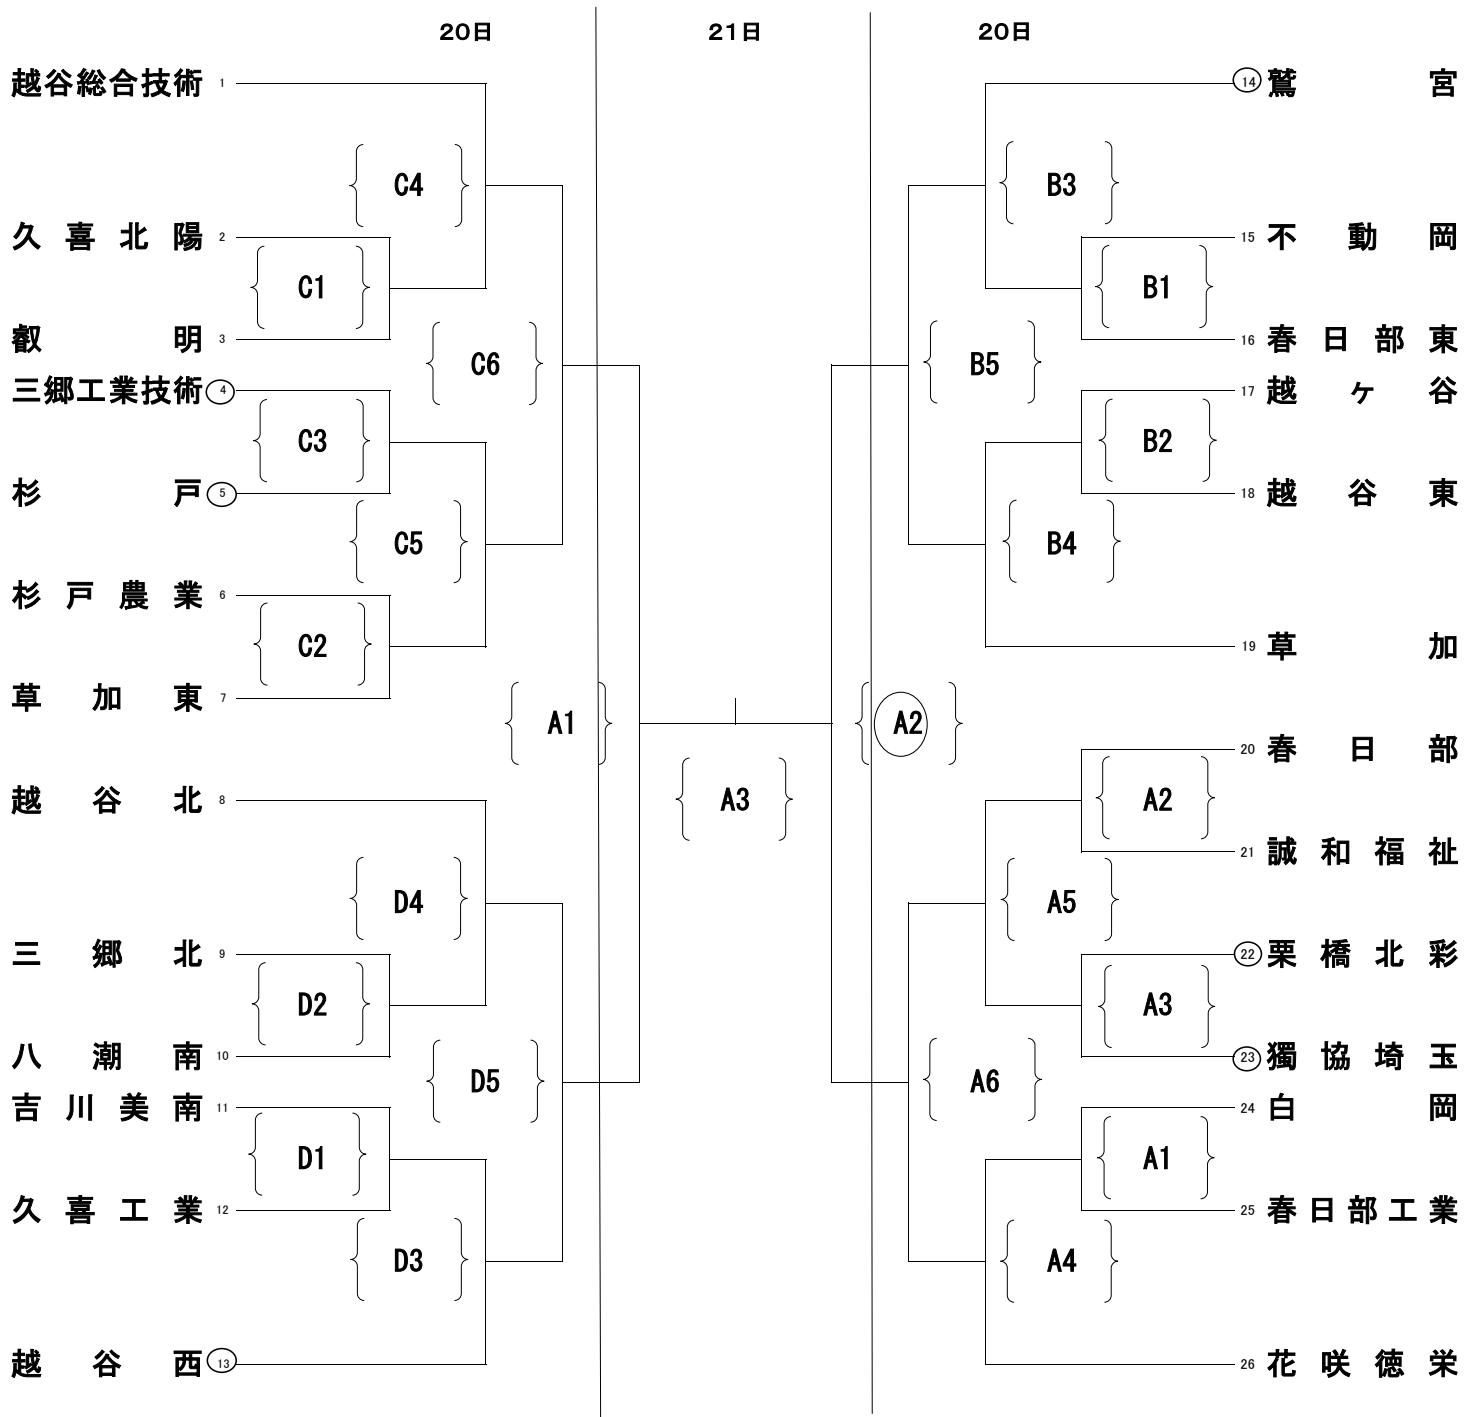 20日 21日 20日
越谷総合技術 1
14 鷲宮
C4
B3
久喜北陽 2
15 不動岡
C1
B1
叡明 3
16 春日部東
C6
B5
三郷工業技術 4
17 越ヶ谷
C3
B2
杉戸 5
18 越谷東
C5
B4
杉戸農業 6
C2
19 草加
草加東 7
A1
A2
20 春日部
越谷北 8
A3
A2
21 誠和福祉
D4
A5
三郷北 9
22 栗橋北彩
D2
A3
八潮南 10
23 獨協埼玉
D5
A6
吉川美南 11
24 白岡
D1
A1
久喜工業 12
25 春日部工業
D3
A4
越谷西 13
26 花咲徳栄